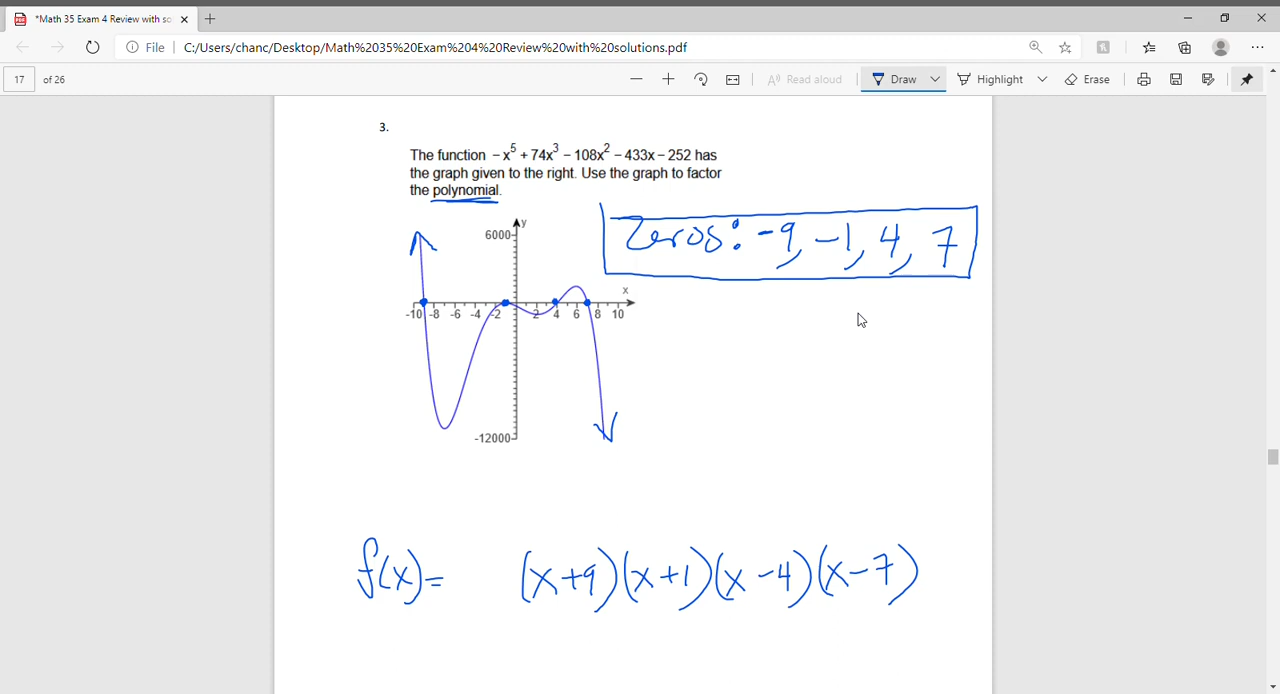 *Math 35 Exam 4 Review with so
File C:/Users/chanc/Desktop/Math%2035%20Exam%204%20Review%20with%20solutions.pdf
17 of 26 Read aloud Draw Highlight Erase
3.
The function −x⁵ + 74x³ − 108x² − 433x − 252 has
the graph given to the right. Use the graph to factor
the polynomial.
Zeros: -9, -1, 4, 7
y
6000
x
-10 -8 -6 -4 -2 2 4 6 8 10
-12000
f(x)= (x+9)(x+1)(x-4)(x-7)